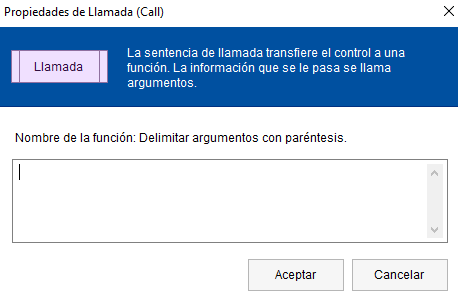 Propiedades de Llamada (Call)
Llamada
La sentencia de llamada transfiere el control a una
función. La información que se le pasa se llama
argumentos.
Nombre de la función: Delimitar argumentos con paréntesis.
Aceptar
Cancelar